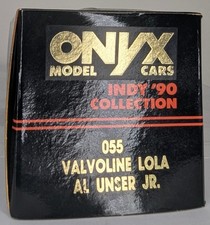 ONYX
MODEL CARS
INDY '90
COLLECTION
055
VALVOLINE LOLA
AL UNSER JR.